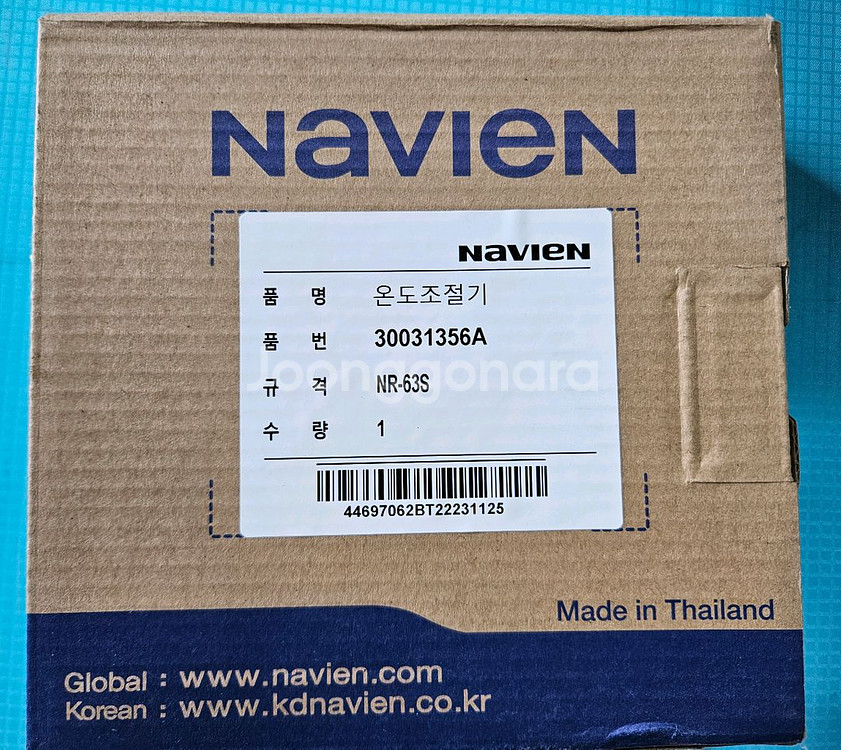 NAVIEN
NAVIEN
품 명 온도조절기
품 번 30031356A
규 격 NR-63S
수 량 1
44697062BT22231125
Joonggonara
Made in Thailand
Global : www.navien.com
Korean : www.kdnavien.co.kr